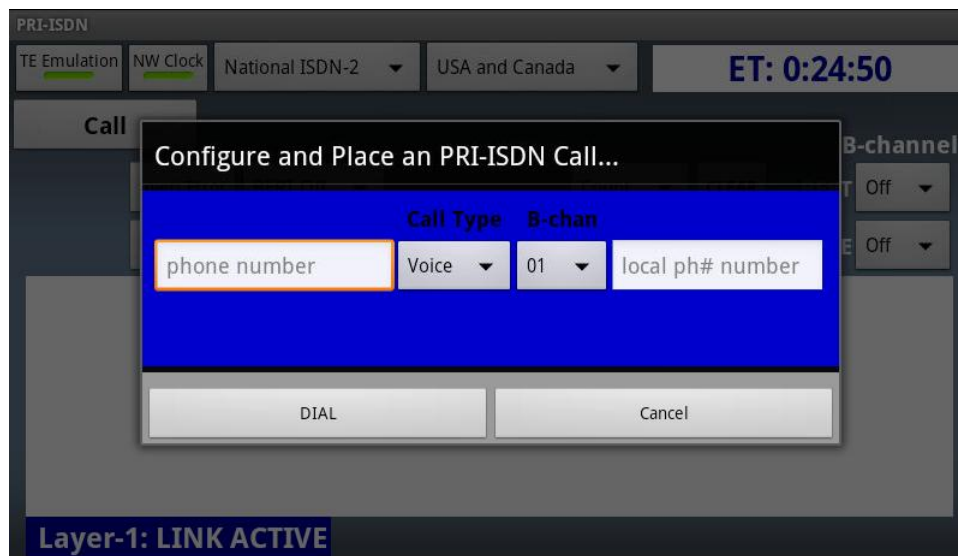 PRI-ISDN
TE Emulation NW Clock National ISDN-2 USA and Canada ET: 0:24:50
Call
Configure and Place an PRI-ISDN Call...
B-channel
T Off
Call Type B-chan
E Off
phone number Voice 01 local ph# number
DIAL Cancel
Layer-1: LINK ACTIVE